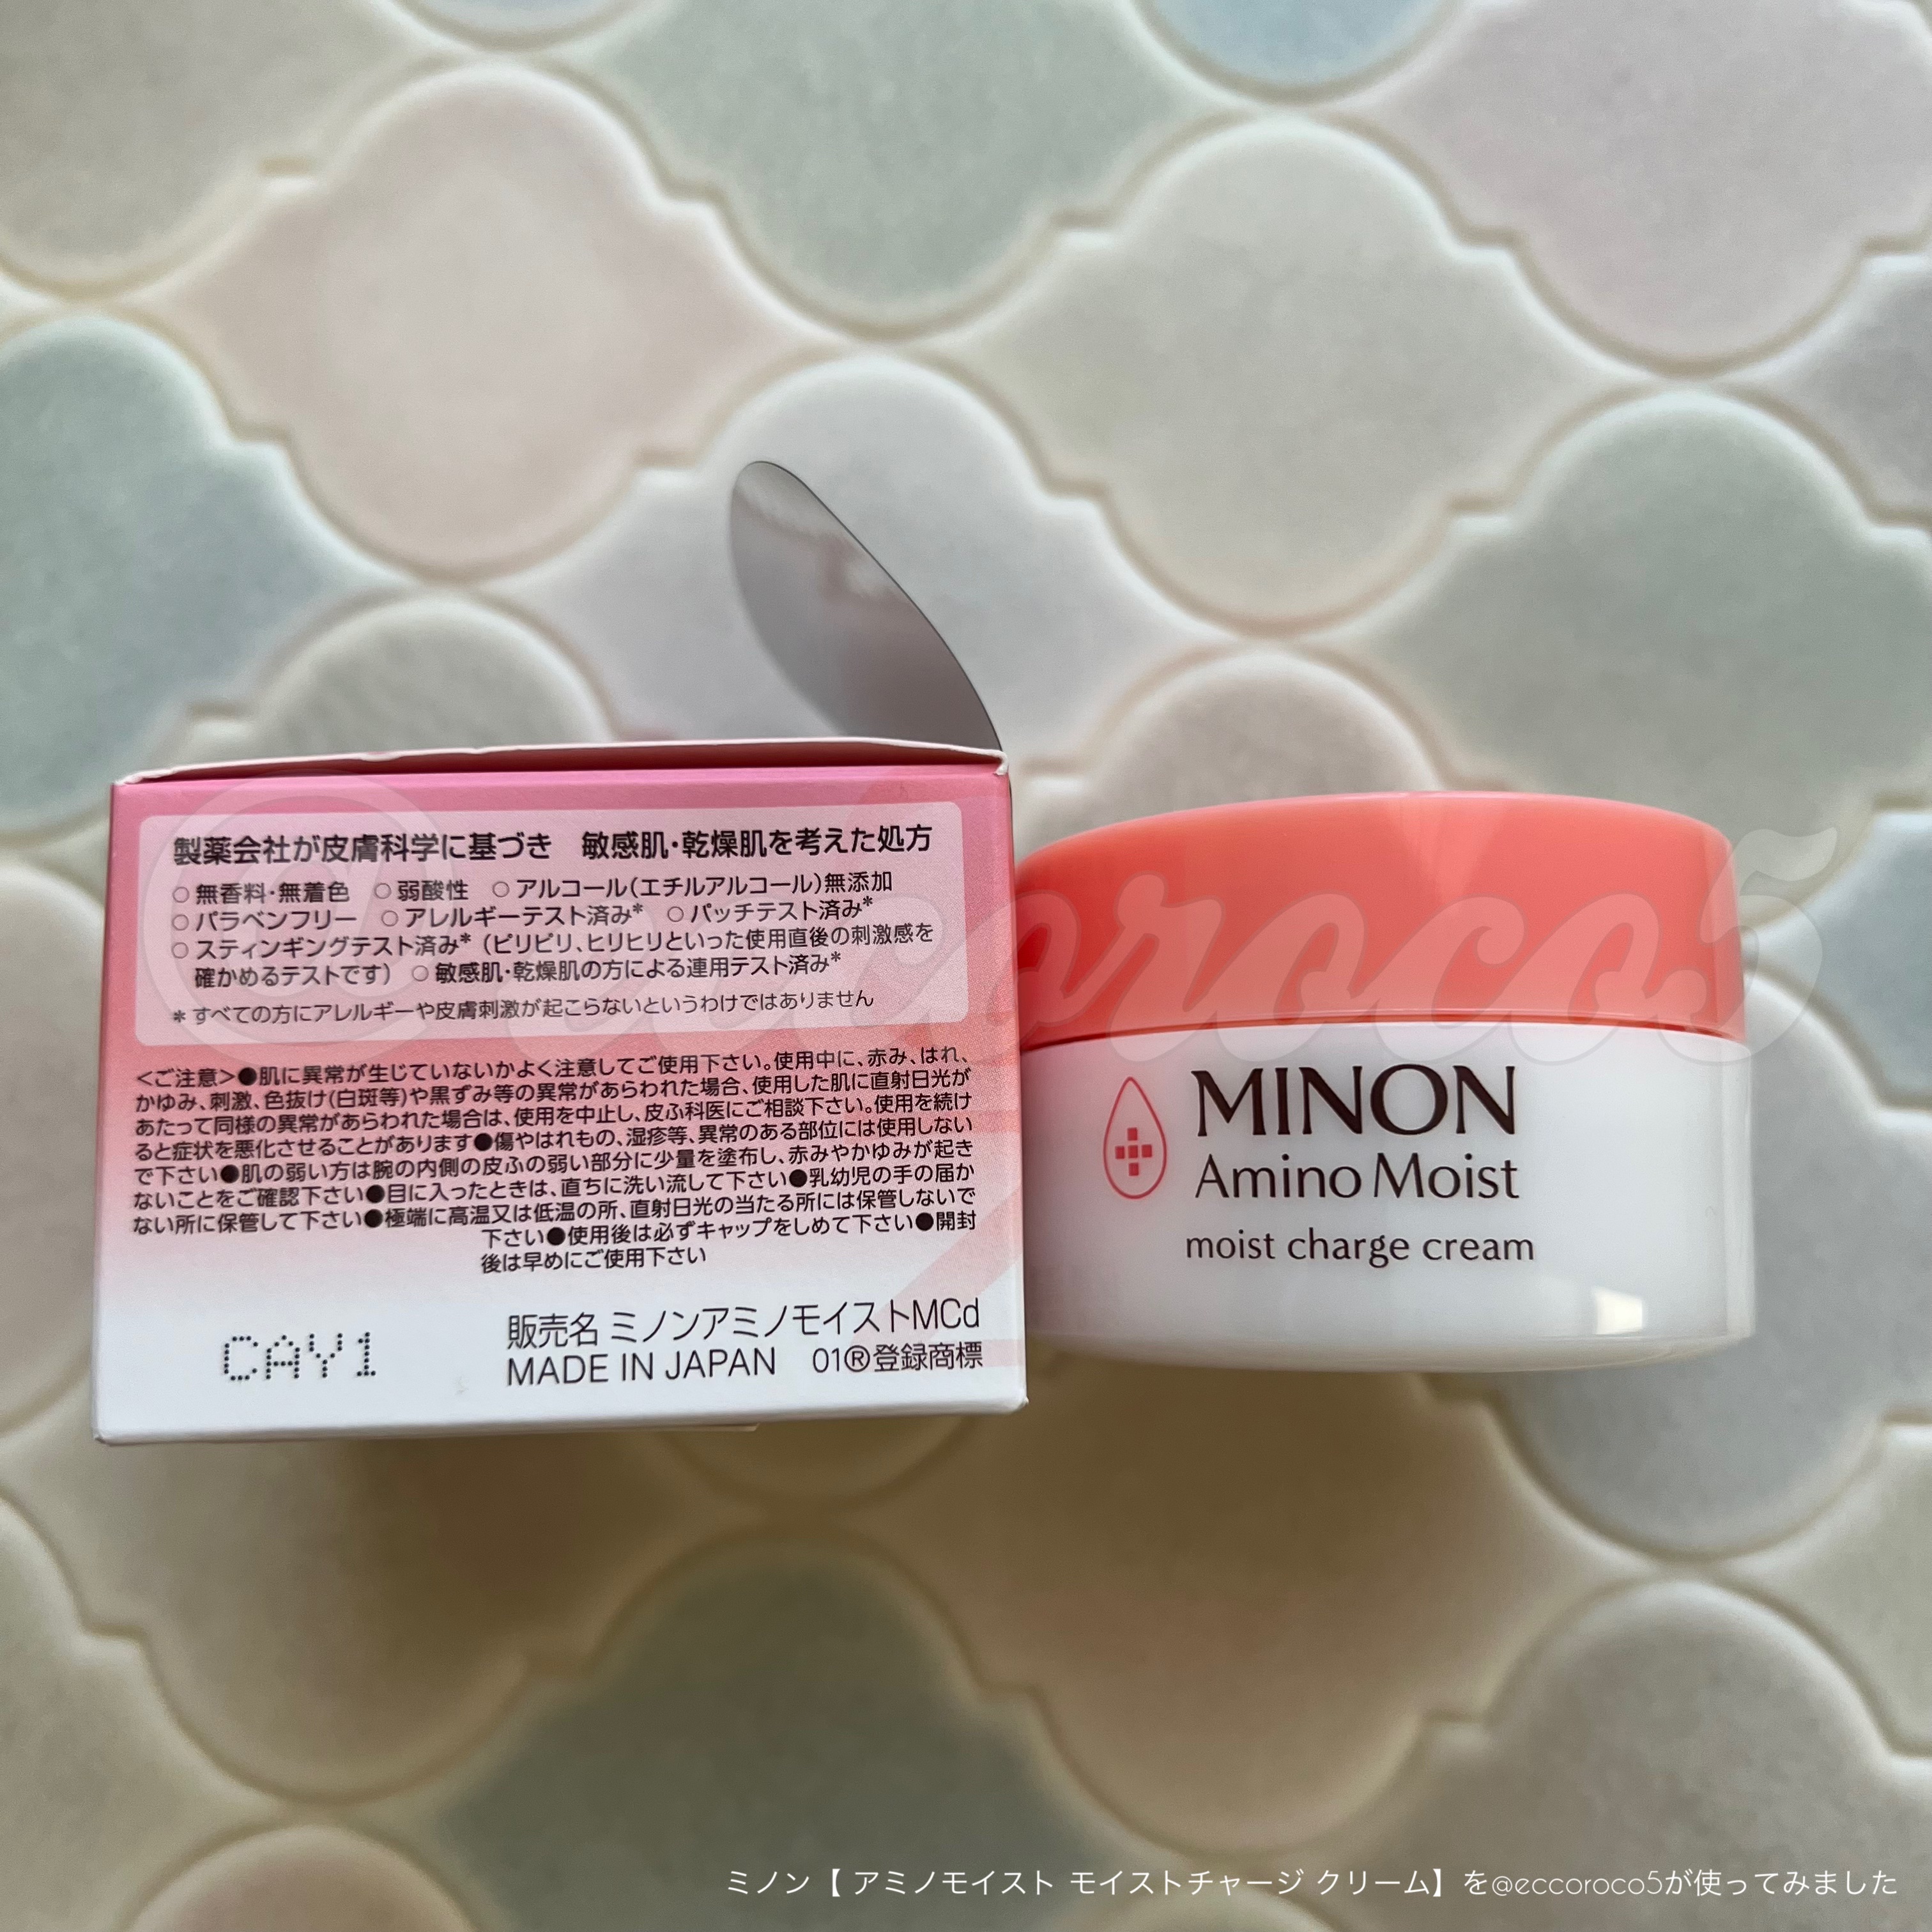 製薬会社が皮膚科学に基づき 敏感肌・乾燥肌を考えた処方
○ 無香料・無着色 ○ 弱酸性 ○ アルコール(エチルアルコール)無添加
○ パラベンフリー ○ アレルギーテスト済み* ○ パッチテスト済み*
○ スティンギングテスト済み*(ピリピリ、ヒリヒリといった使用直後の刺激感を
確かめるテストです) ○ 敏感肌・乾燥肌の方による連用テスト済み*
* すべての方にアレルギーや皮膚刺激が起こらないというわけではありません
<ご注意>●肌に異常が生じていないかよく注意してご使用下さい。使用中に、赤み、はれ、
かゆみ、刺激、色抜け(白斑等)や黒ずみ等の異常があらわれた場合、使用した肌に直射日光が
あたって同様の異常があらわれた場合は、使用を中止し、皮ふ科医にご相談下さい。使用を続け
ると症状を悪化させることがあります●傷やはれもの、湿疹等、異常のある部位には使用しない
で下さい●肌の弱い方は腕の内側の皮ふの弱い部分に少量を塗布し、赤みやかゆみが起き
ないことをご確認下さい●目に入ったときは、直ちに洗い流して下さい●乳幼児の手の届か
ない所に保管して下さい●極端に高温又は低温の所、直射日光の当たる所には保管しないで
下さい●使用後は必ずキャップをしめて下さい●開封
後は早めにご使用下さい
CAY1
販売名 ミノンアミノモイストMCd
MADE IN JAPAN 01®登録商標
MINON
Amino Moist
moist charge cream
@eccoroco5
ミノン【 アミノモイスト モイストチャージ クリーム】を@eccoroco5が使ってみました